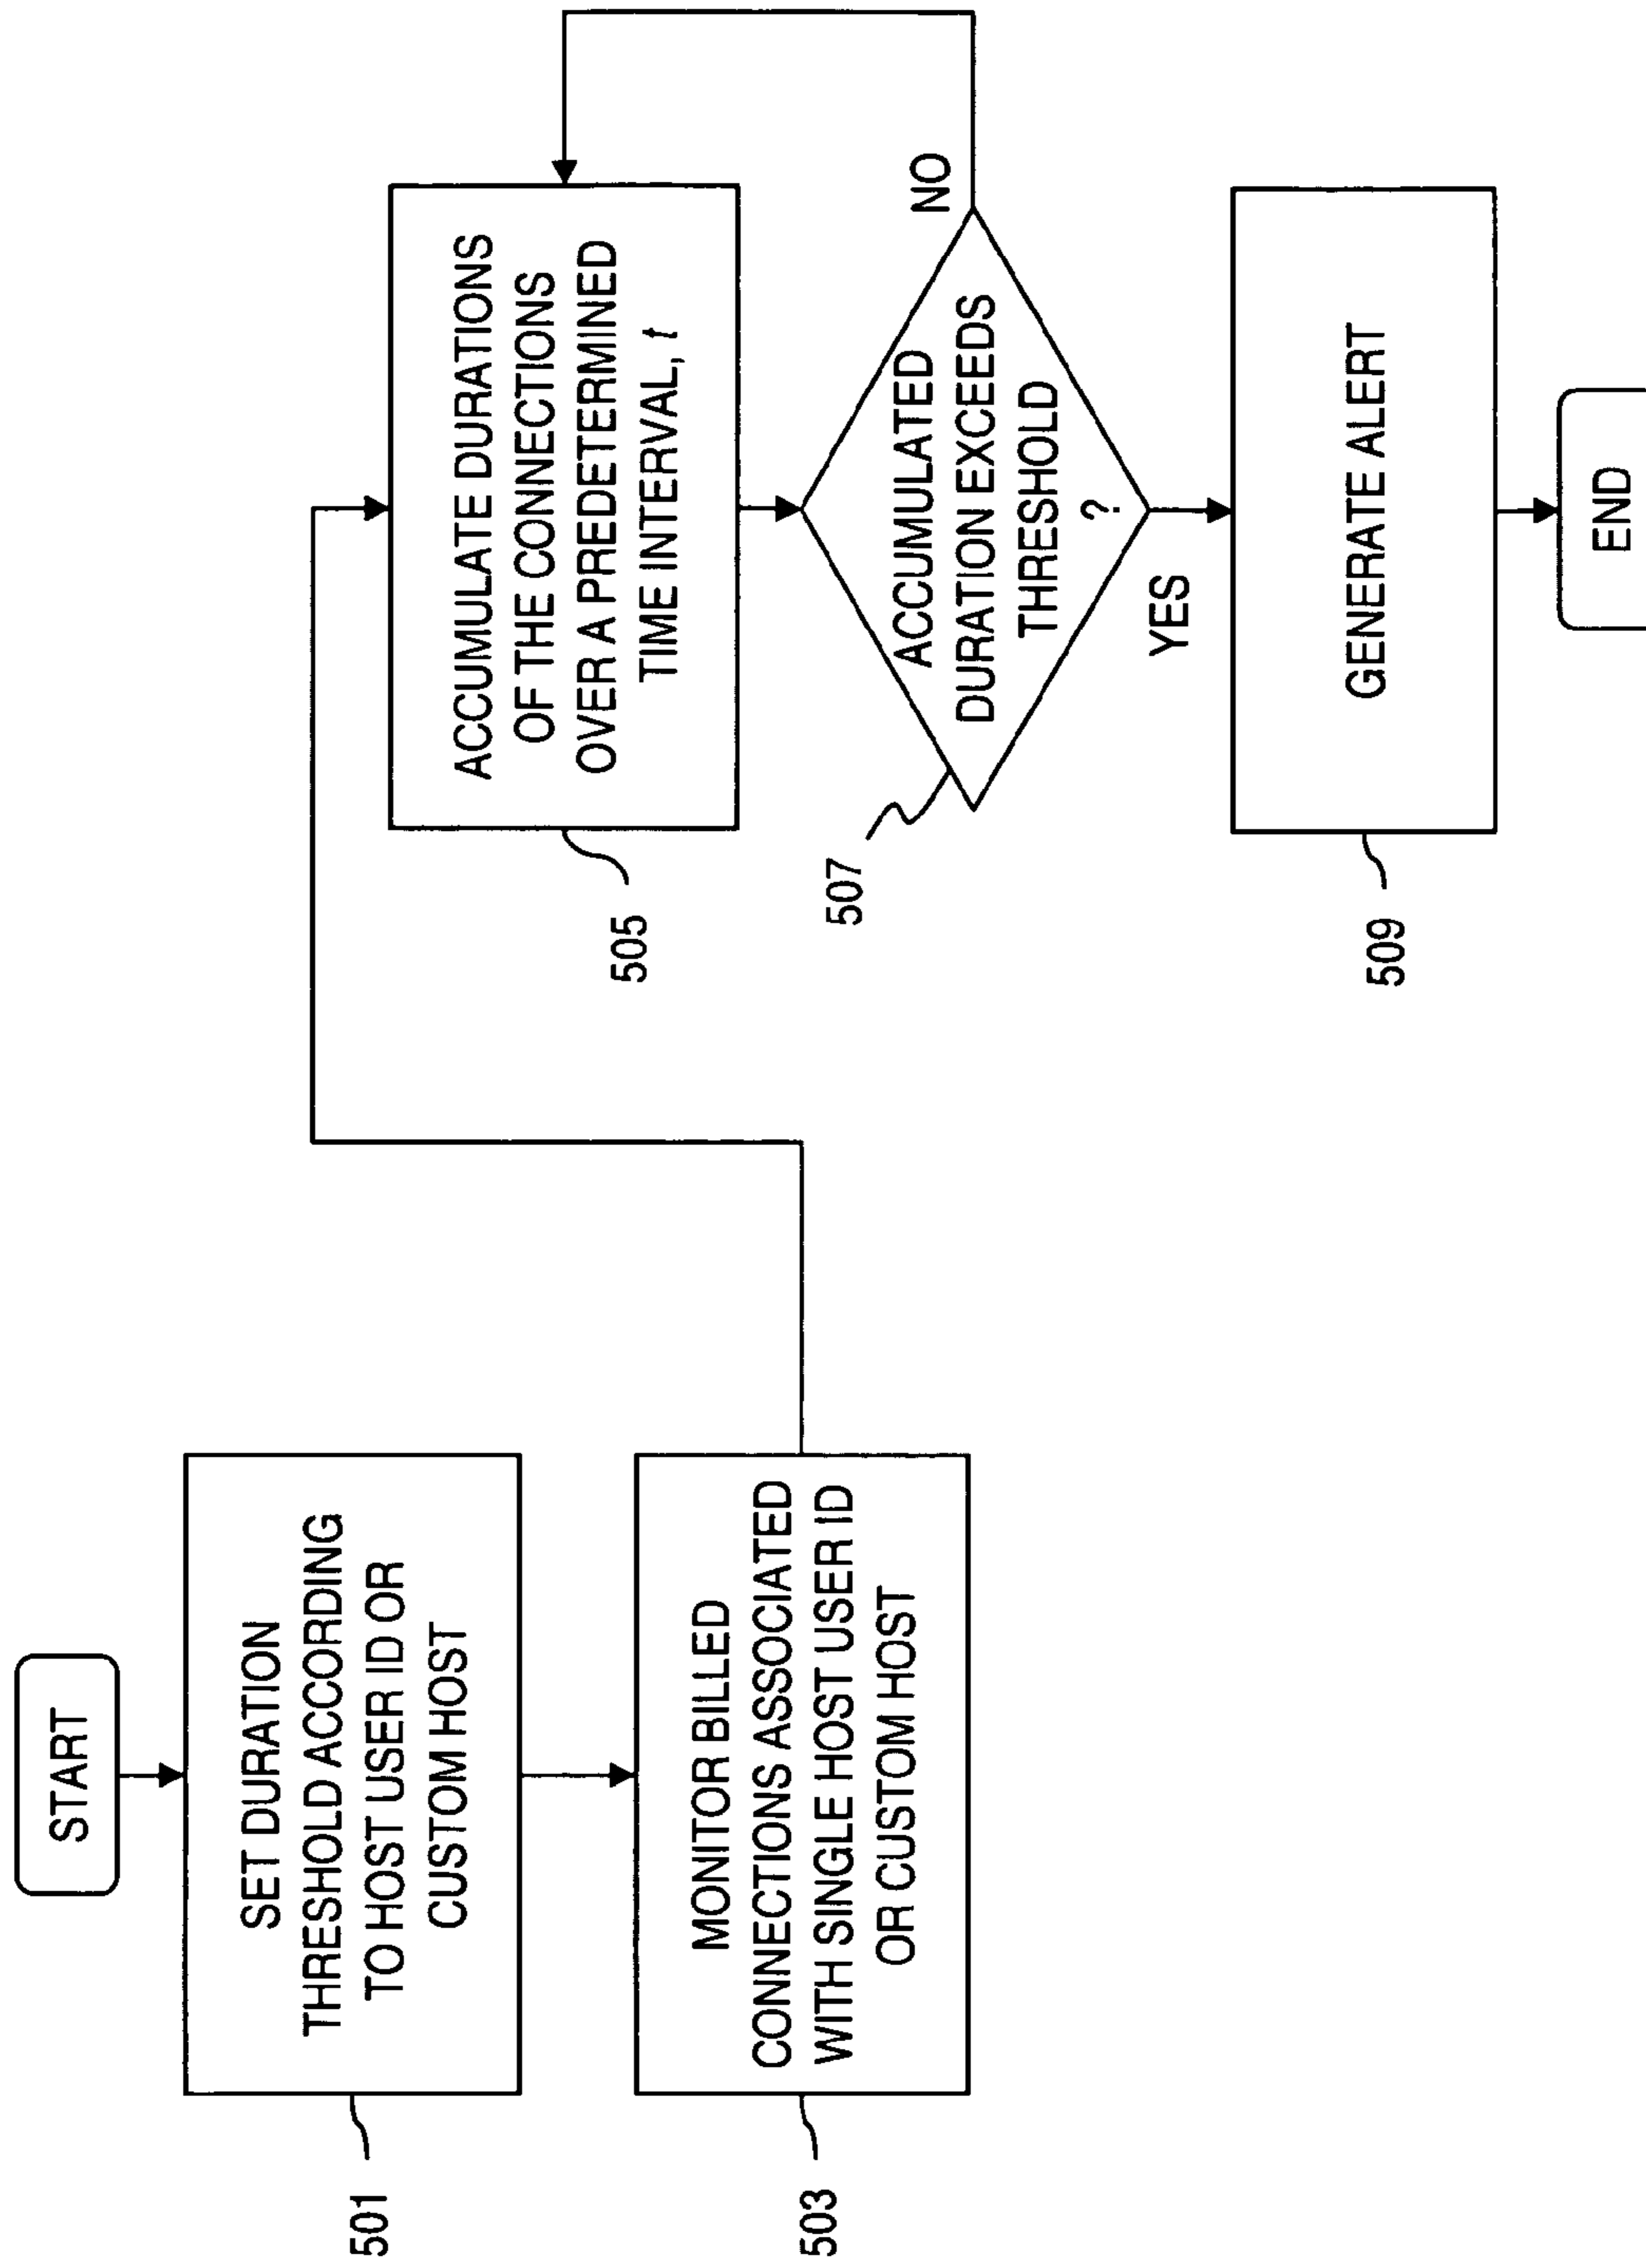 START
SET DURATION
THRESHOLD ACCORDING
TO HOST USER ID OR
CUSTOM HOST
501
MONITOR BILLED
CONNECTIONS ASSOCIATED
WITH SINGLE HOST USER ID
OR CUSTOM HOST
503
ACCUMULATE DURATIONS
OF THE CONNECTIONS
OVER A PREDETERMINED
TIME INTERVAL, t
505
ACCUMULATED
DURATION EXCEEDS
THRESHOLD
?
507
NO
YES
GENERATE ALERT
509
END